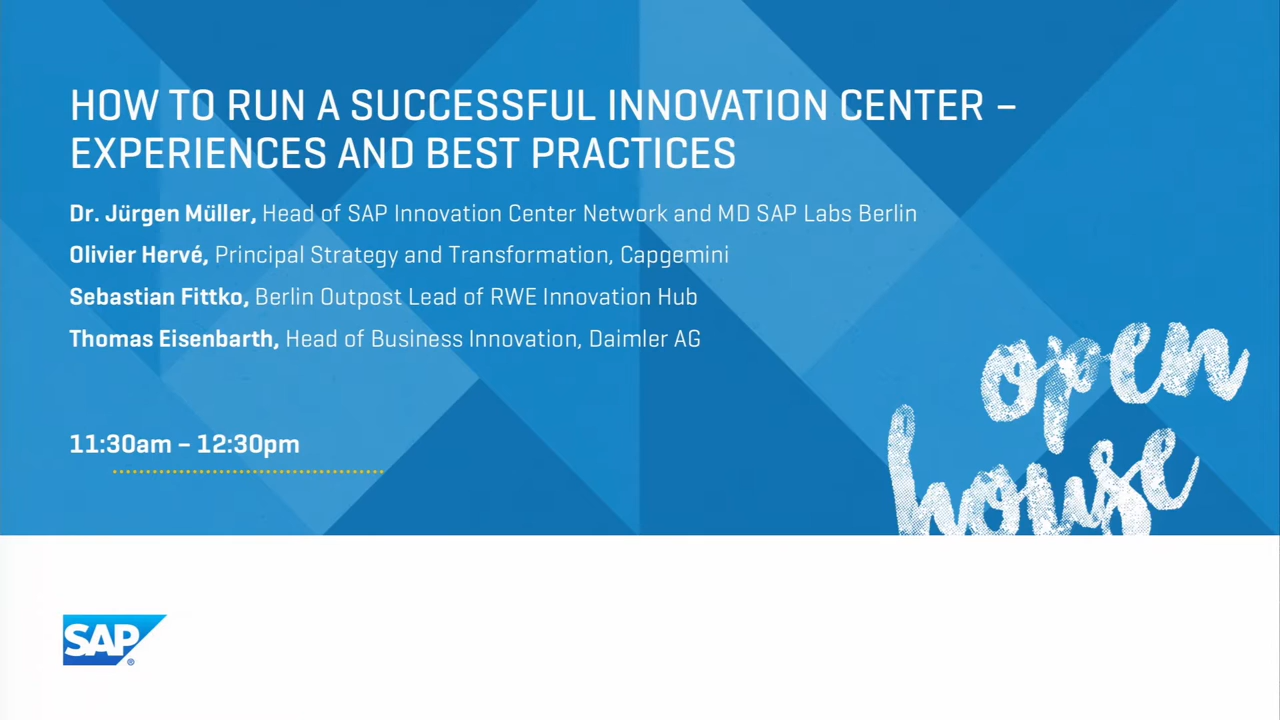 HOW TO RUN A SUCCESSFUL INNOVATION CENTER –
EXPERIENCES AND BEST PRACTICES
Dr. Jürgen Müller, Head of SAP Innovation Center Network and MD SAP Labs Berlin
Olivier Hervé, Principal Strategy and Transformation, Capgemini
Sebastian Fittko, Berlin Outpost Lead of RWE Innovation Hub
Thomas Eisenbarth, Head of Business Innovation, Daimler AG
open
house
11:30am – 12:30pm
SAP®